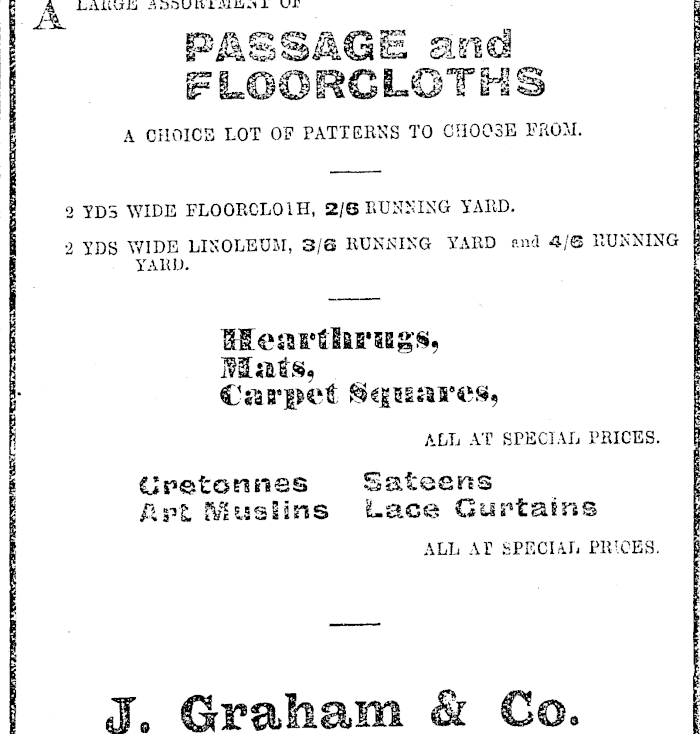 A LARGE ASSORTMENT OF
PASSAGE and
FLOORCLOTHS
A CHOICE LOT OF PATTERNS TO CHOOSE FROM.
2 YDS WIDE FLOORCLOTH, 2/6 RUNNING YARD.
2 YDS WIDE LINOLEUM, 3/6 RUNNING YARD and 4/6 RUNNING
YARD.
Hearthrugs,
Mats,
Carpet Squares,
ALL AT SPECIAL PRICES.
Cretonnes Sateens
Art Muslins Lace Curtains
ALL AT SPECIAL PRICES.
J. Graham & Co.